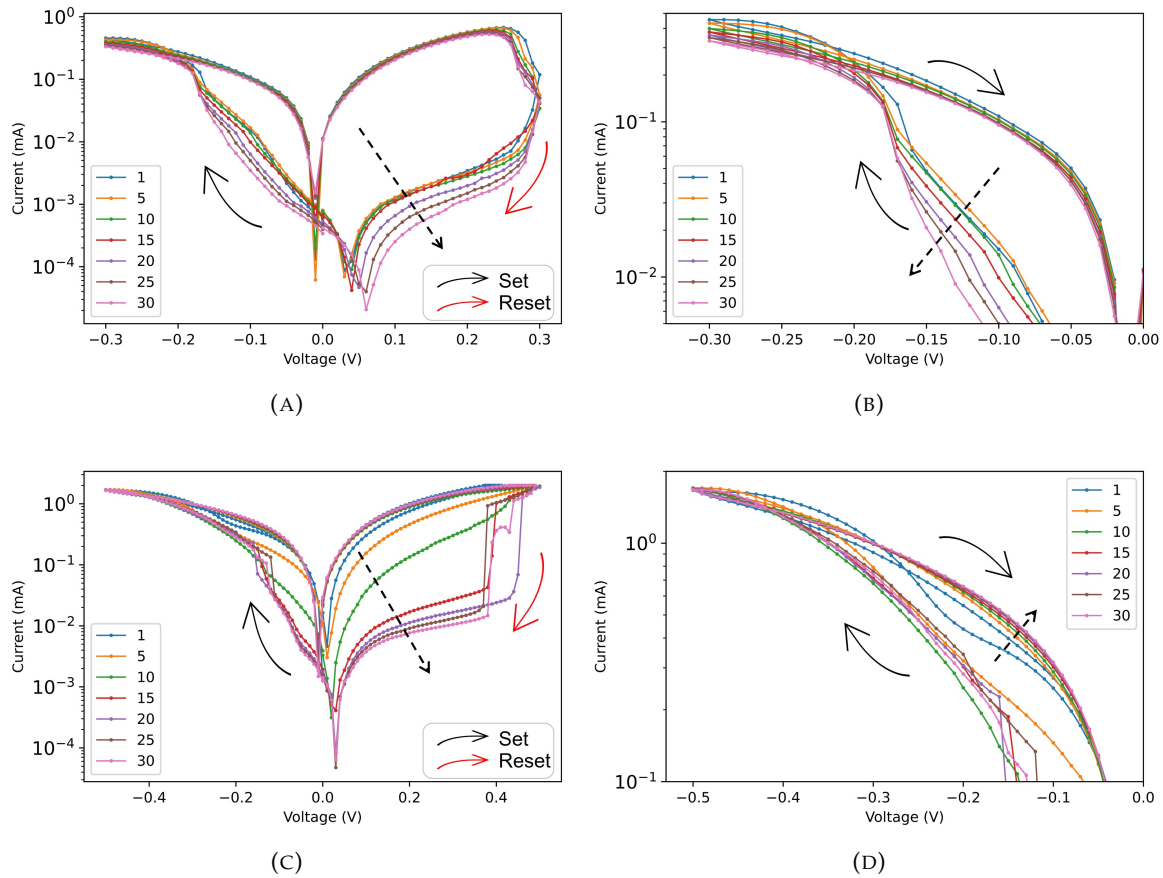 10⁰
10⁻¹
10⁻²
10⁻³
10⁻⁴
Current (mA)
1
5
10
15
20
25
30
Set
Reset
−0.3 −0.2 −0.1 0.0 0.1 0.2 0.3
Voltage (V)
(A)
10⁻¹
10⁻²
Current (mA)
1
5
10
15
20
25
30
−0.30 −0.25 −0.20 −0.15 −0.10 −0.05 0.00
Voltage (V)
(B)
10⁰
10⁻¹
10⁻²
10⁻³
10⁻⁴
Current (mA)
1
5
10
15
20
25
30
Set
Reset
−0.4 −0.2 0.0 0.2 0.4
Voltage (V)
(C)
10⁰
10⁻¹
Current (mA)
1
5
10
15
20
25
30
−0.5 −0.4 −0.3 −0.2 −0.1 0.0
Voltage (V)
(D)